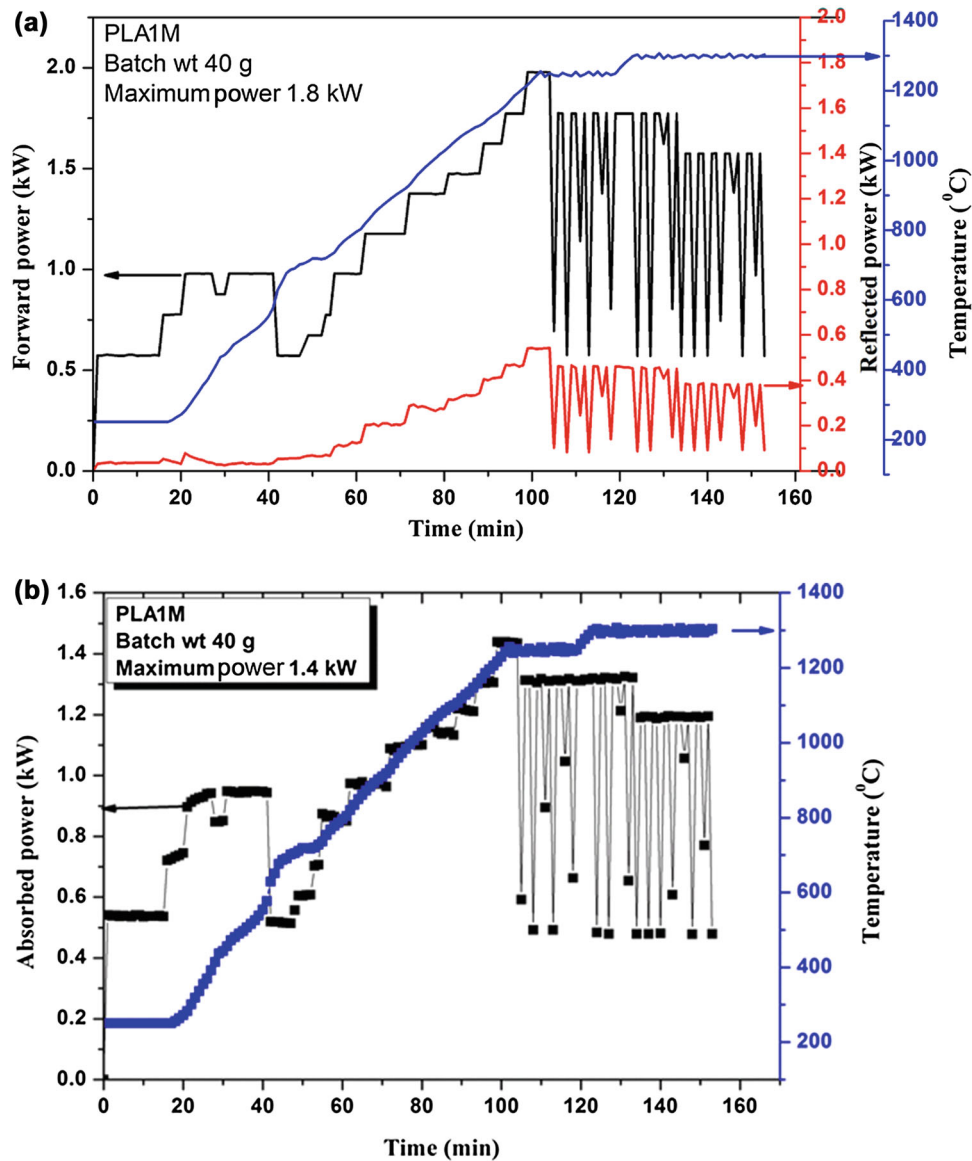 (a)
PLA1M
Batch wt 40 g
Maximum power 1.8 kW
Forward power (kW)
2.0
1.5
1.0
0.5
0.0
0 20 40 60 80 100 120 140 160
Time (min)
Reflected power (kW)
2.0
1.8
1.6
1.4
1.2
1.0
0.8
0.6
0.4
0.2
0.0
Temperature (⁰C)
1400
1200
1000
800
600
400
200
(b)
PLA1M
Batch wt 40 g
Maximum power 1.4 kW
Absorbed power (kW)
1.6
1.4
1.2
1.0
0.8
0.6
0.4
0.2
0.0
0 20 40 60 80 100 120 140 160
Time (min)
Temperature (⁰C)
1400
1200
1000
800
600
400
200